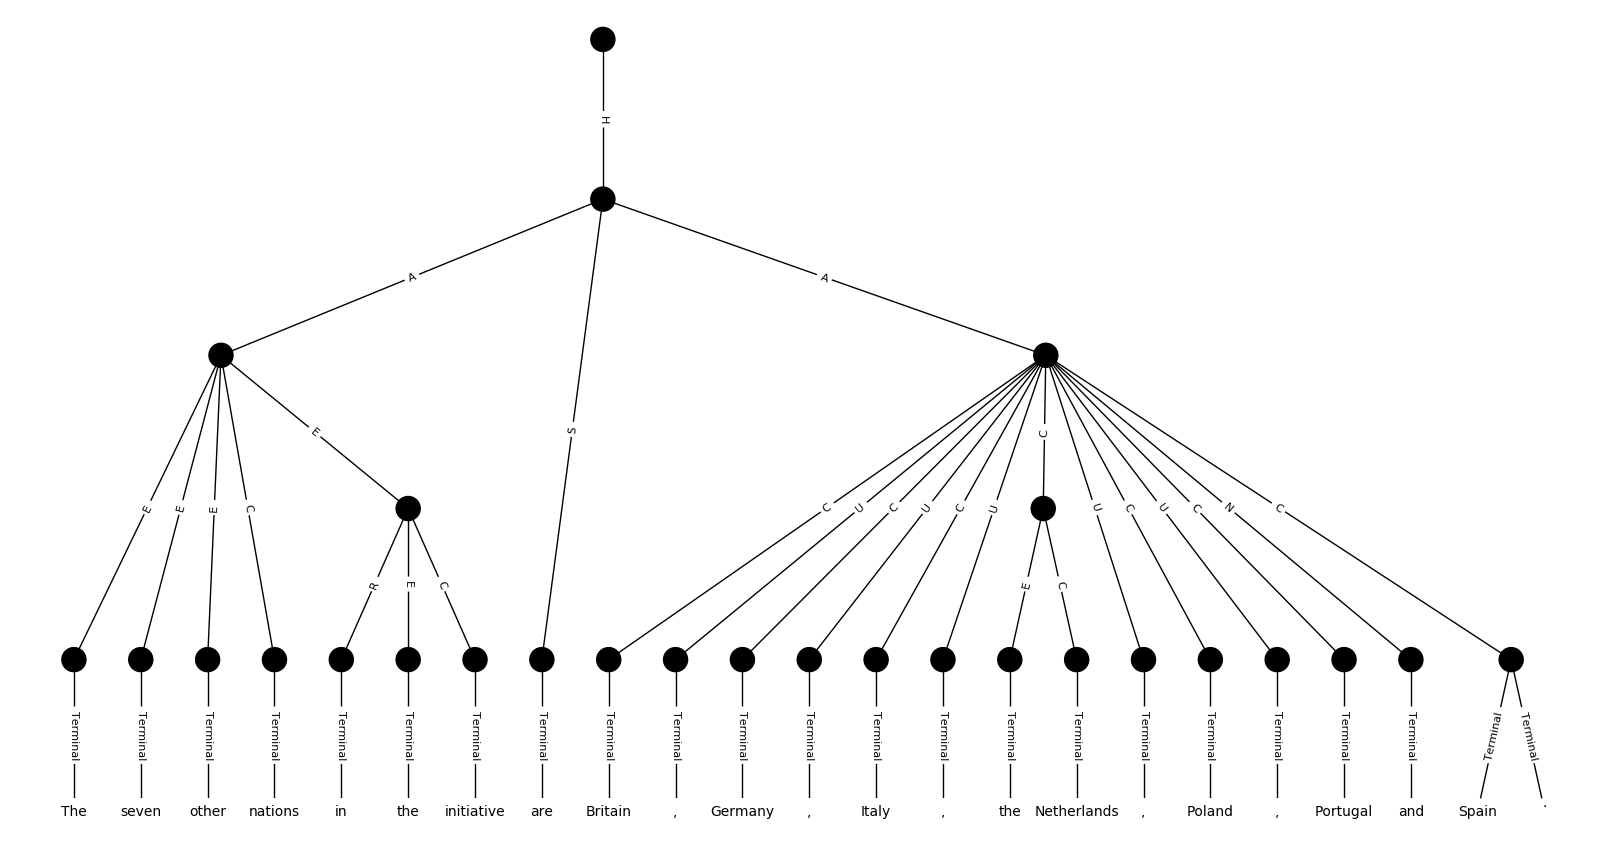 H
A A
S
E C
E E E C C U C U C U U C U C N C
R E C E C
Terminal Terminal Terminal Terminal Terminal Terminal Terminal Terminal Terminal Terminal Terminal Terminal Terminal Terminal Terminal Terminal Terminal Terminal Terminal Terminal Terminal Terminal Terminal
The seven other nations in the initiative are Britain , Germany , Italy , the Netherlands , Poland , Portugal and Spain .